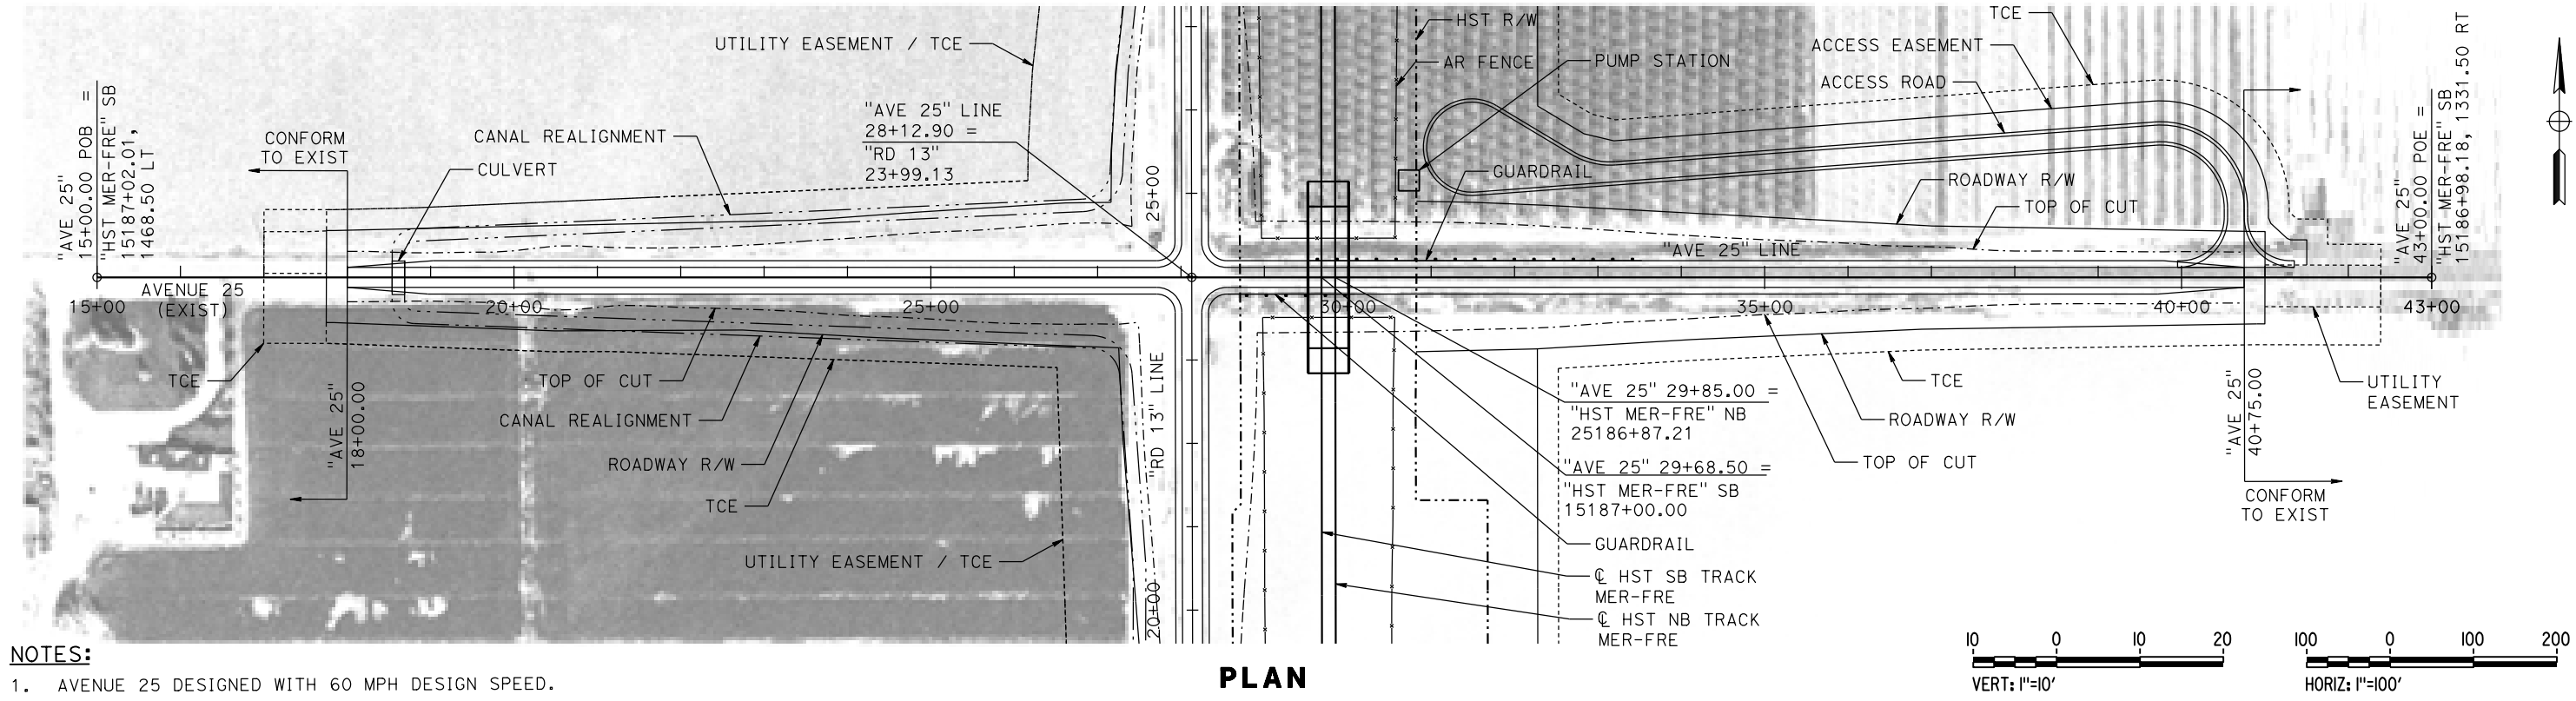 "AVE 25"
15+00.00 POB =
"HST MER-FRE" SB
15187+02.01,
1468.50 LT
CONFORM
TO EXIST
CANAL REALIGNMENT
CULVERT
UTILITY EASEMENT / TCE
"AVE 25" LINE
28+12.90 =
"RD 13"
23+99.13
25+00
HST R/W
AR FENCE
PUMP STATION
GUARDRAIL
TCE
ACCESS EASEMENT
ACCESS ROAD
ROADWAY R/W
TOP OF CUT
"AVE 25" LINE
"AVE 25"
43+00.00 POE =
"HST MER-FRE" SB
15186+98.18, 1331.50 RT
AVENUE 25
(EXIST)
15+00
20+00
25+00
30+00
35+00
40+00
43+00
TCE
"AVE 25"
18+00.00
TOP OF CUT
CANAL REALIGNMENT
ROADWAY R/W
TCE
UTILITY EASEMENT / TCE
"RD 13" LINE
20+00
"AVE 25" 29+85.00 =
"HST MER-FRE" NB
25186+87.21
"AVE 25" 29+68.50 =
"HST MER-FRE" SB
15187+00.00
GUARDRAIL
℄ HST SB TRACK
MER-FRE
℄ HST NB TRACK
MER-FRE
TCE
ROADWAY R/W
TOP OF CUT
UTILITY
EASEMENT
"AVE 25"
40+75.00
CONFORM
TO EXIST
NOTES:
1. AVENUE 25 DESIGNED WITH 60 MPH DESIGN SPEED.
PLAN
10 0 10 20
VERT: 1"=10'
100 0 100 200
HORIZ: 1"=100'